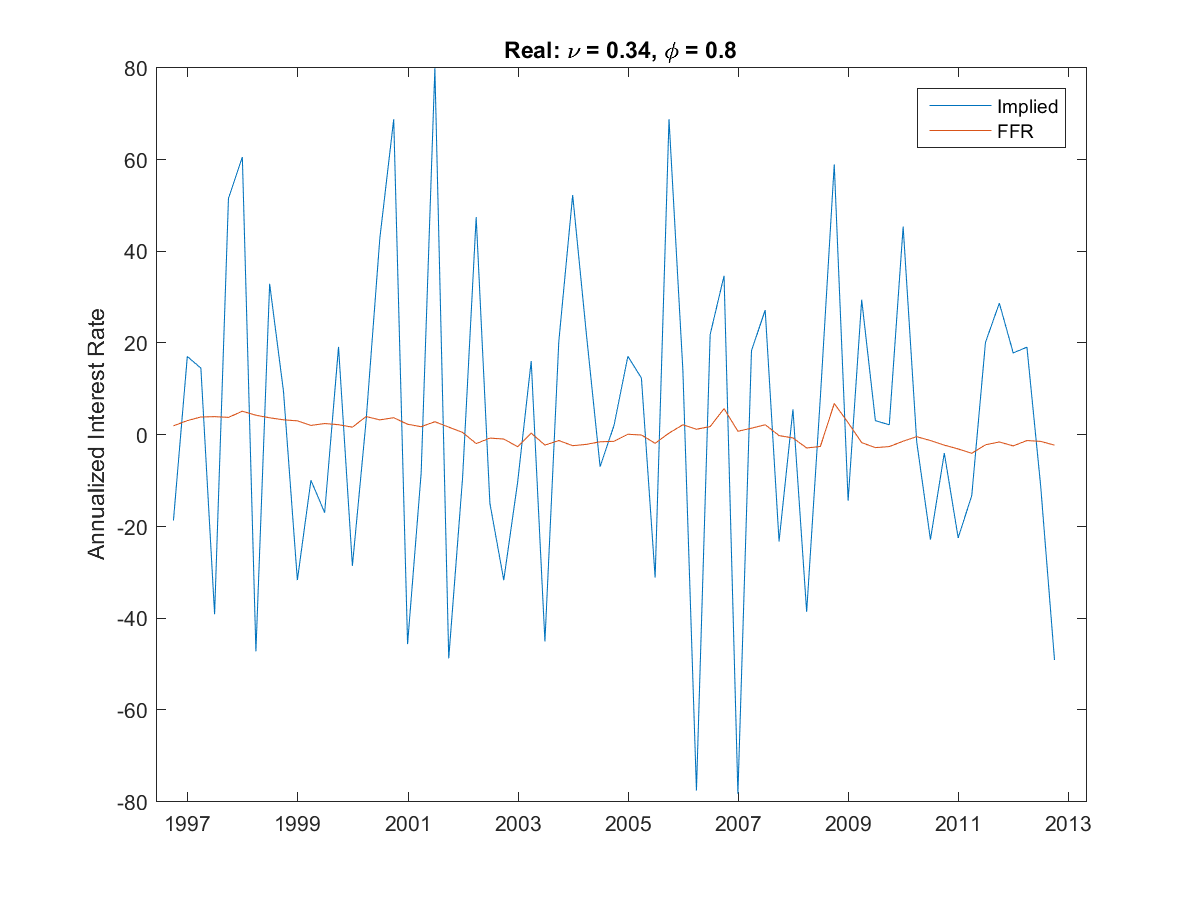 Real: ν = 0.34, ϕ = 0.8
Implied
FFR
Annualized Interest Rate
80
60
40
20
0
-20
-40
-60
-80
1997 1999 2001 2003 2005 2007 2009 2011 2013